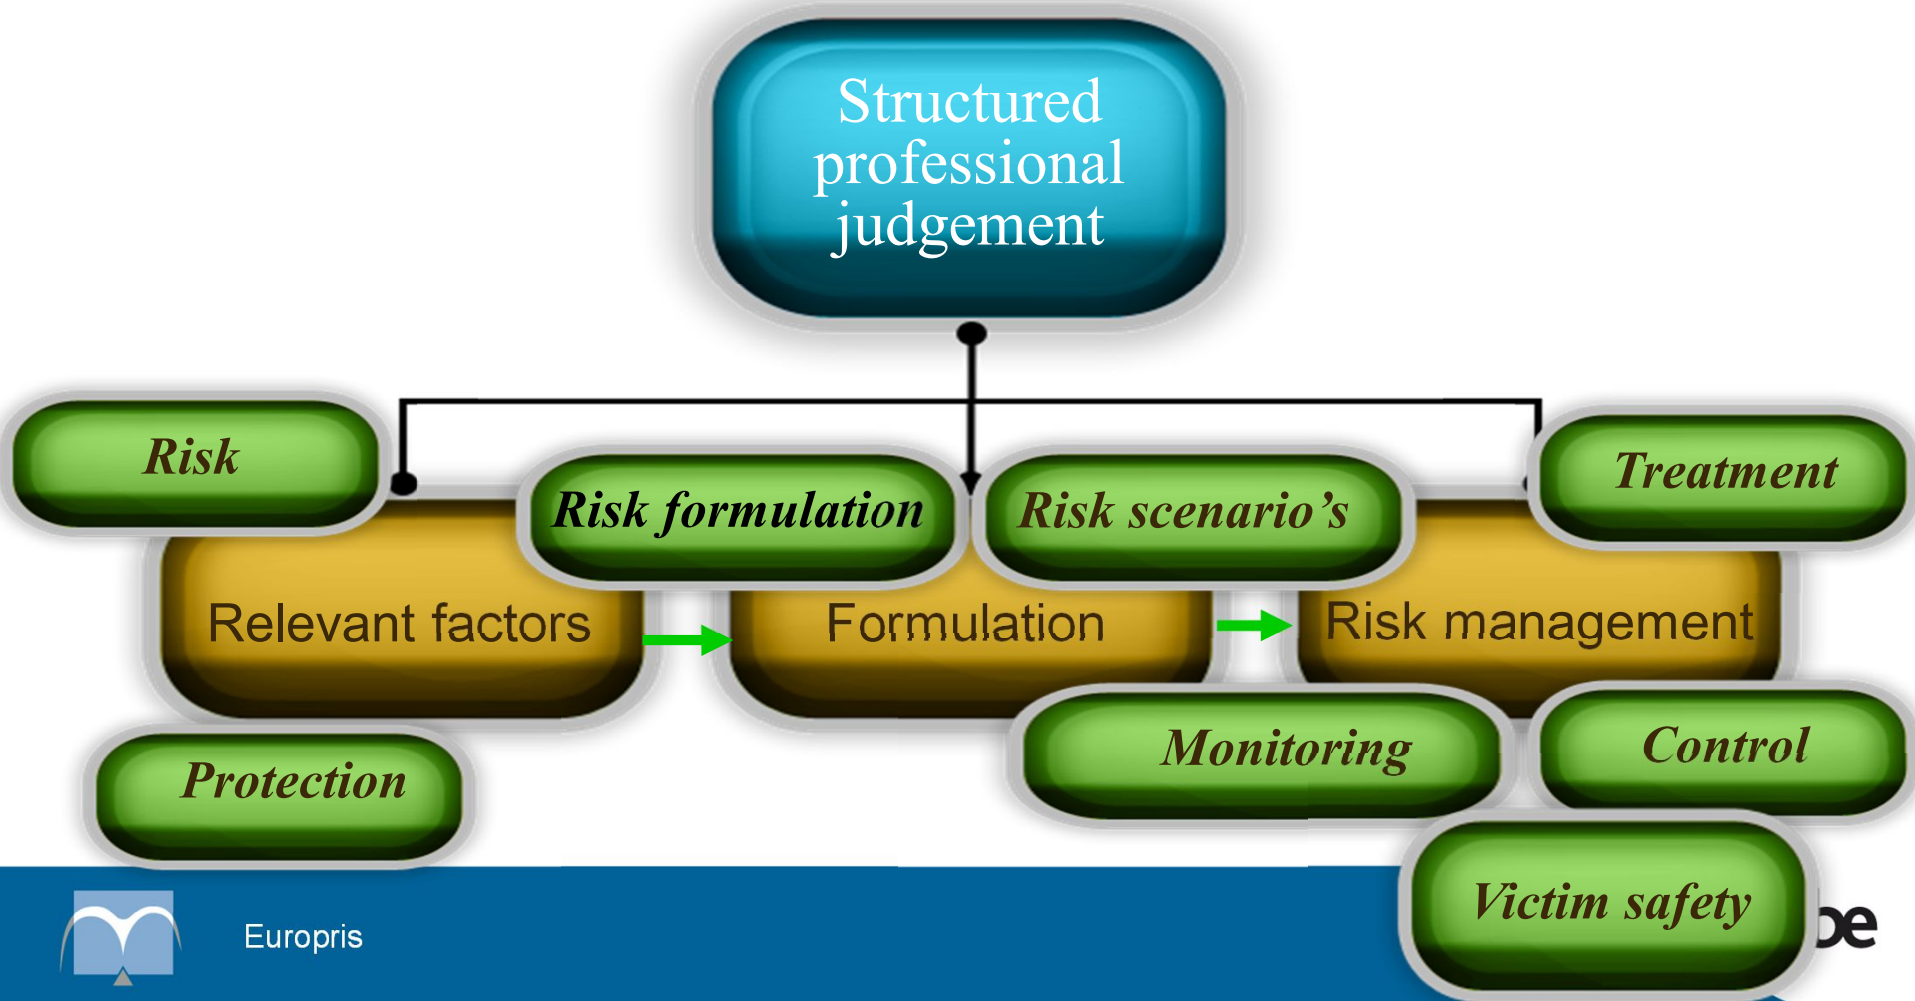 Structured
professional
judgement
Risk
Risk formulation
Risk scenario's
Treatment
Relevant factors
Formulation
Risk management
Protection
Monitoring
Control
Victim safety
Europris